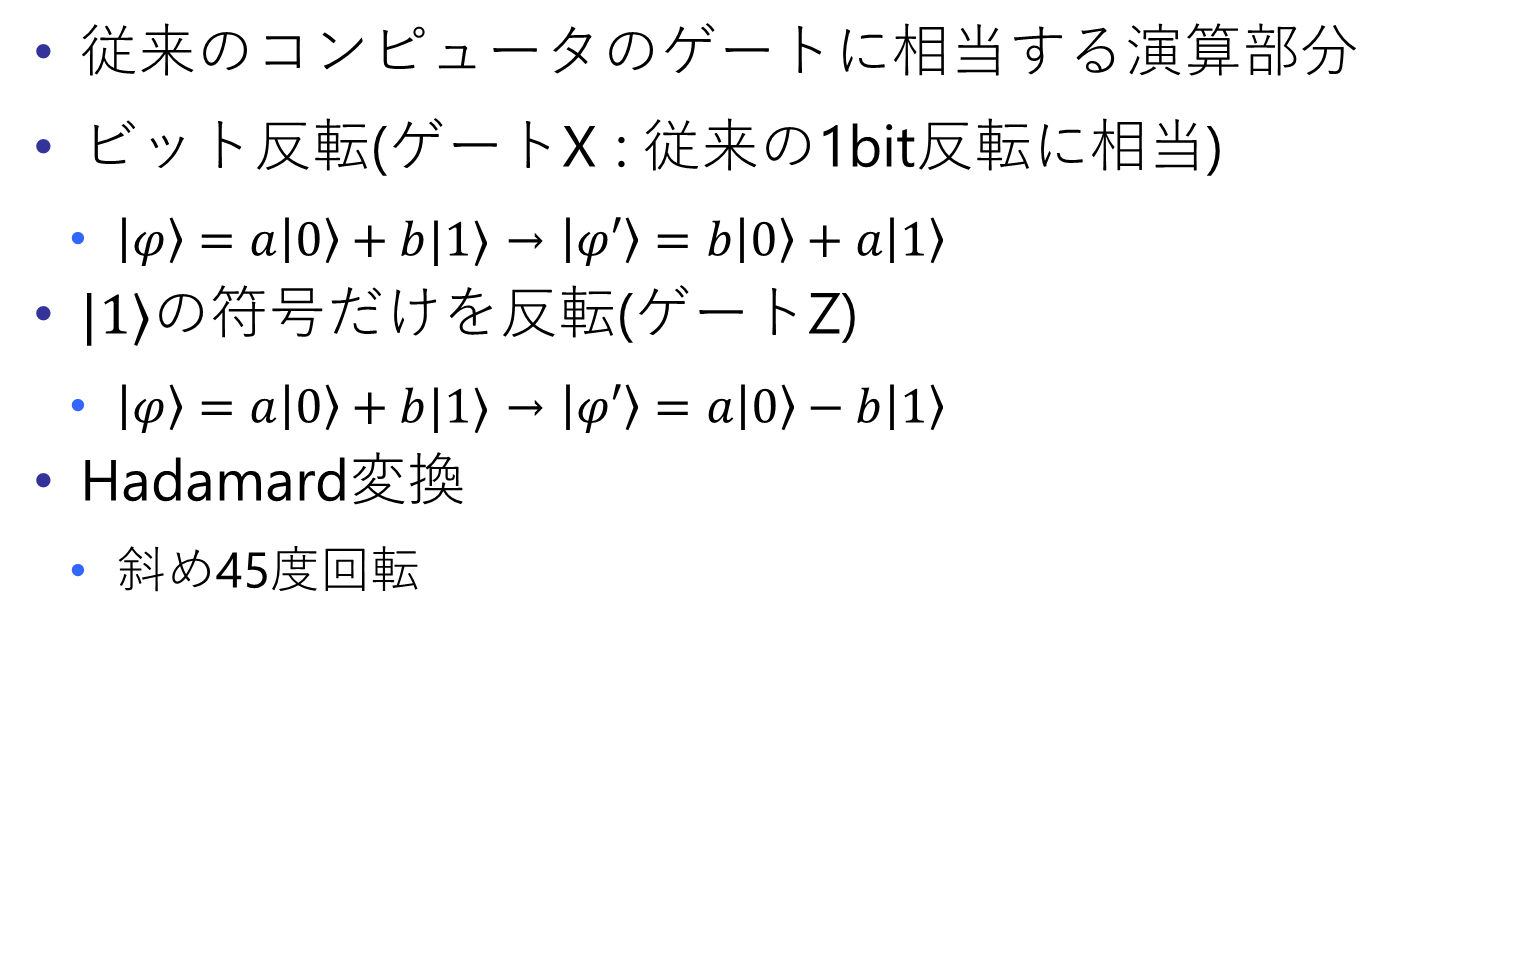 • 従来のコンピュータのゲートに相当する演算部分
• ビット反転(ゲートX : 従来の1bit反転に相当)
• |φ⟩ = a|0⟩ + b|1⟩ → |φ′⟩ = b|0⟩ + a|1⟩
• |1⟩の符号だけを反転(ゲートZ)
• |φ⟩ = a|0⟩ + b|1⟩ → |φ′⟩ = a|0⟩ − b|1⟩
• Hadamard変換
• 斜め45度回転